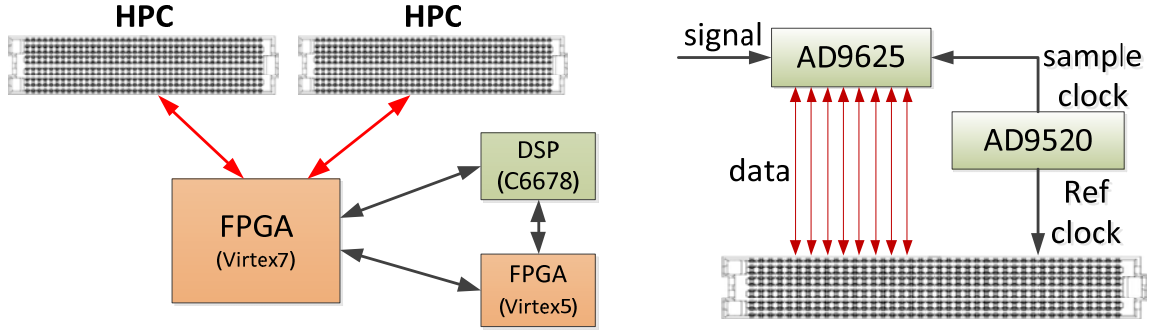 HPC
HPC
DSP
(C6678)
FPGA
(Virtex7)
FPGA
(Virtex5)
signal
AD9625
sample
clock
AD9520
data
Ref
clock